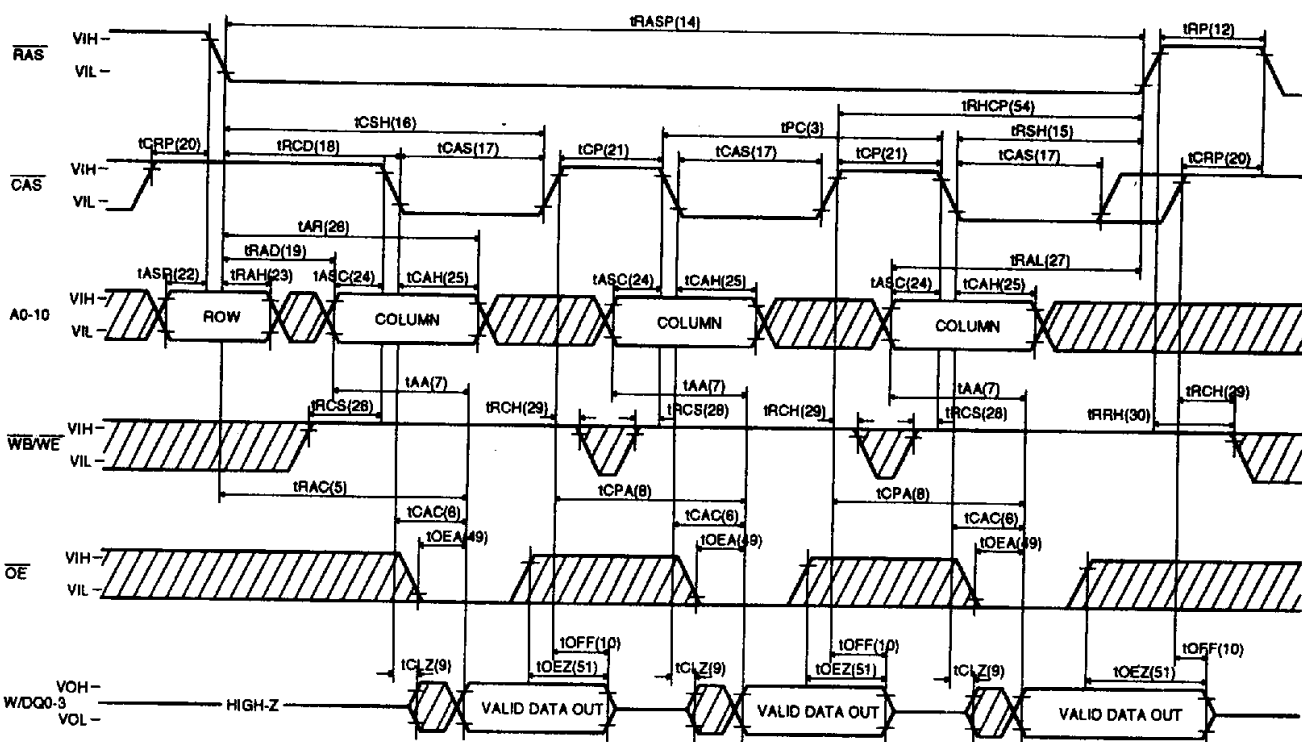 tRASP(14)
tRP(12)
RAS
VIH
VIL
tRHCP(54)
tCSH(16)
tPC(3)
tRSH(15)
tCRP(20)
tRCD(18)
tCAS(17)
tCP(21)
tCAS(17)
tCP(21)
tCAS(17)
tCRP(20)
CAS
VIH
VIL
tAR(26)
tRAD(19)
tRAL(27)
tASR(22)
tRAH(23)
tASC(24)
tCAH(25)
tASC(24)
tCAH(25)
tASC(24)
tCAH(25)
A0-10
VIH
VIL
ROW
COLUMN
COLUMN
COLUMN
tAA(7)
tAA(7)
tAA(7)
tRCS(28)
tRCH(29)
tRCS(28)
tRCH(29)
tRCS(28)
tRCH(29)
tRRH(30)
WB/WE
VIH
VIL
tRAC(5)
tCPA(8)
tCPA(8)
tCAC(6)
tCAC(6)
tCAC(6)
tOEA(49)
tOEA(49)
tOEA(49)
OE
VIH
VIL
tOFF(10)
tOFF(10)
tOFF(10)
tCLZ(9)
tOEZ(51)
tCLZ(9)
tOEZ(51)
tCLZ(9)
tOEZ(51)
W/DQ0-3
VOH
VOL
HIGH-Z
VALID DATA OUT
VALID DATA OUT
VALID DATA OUT